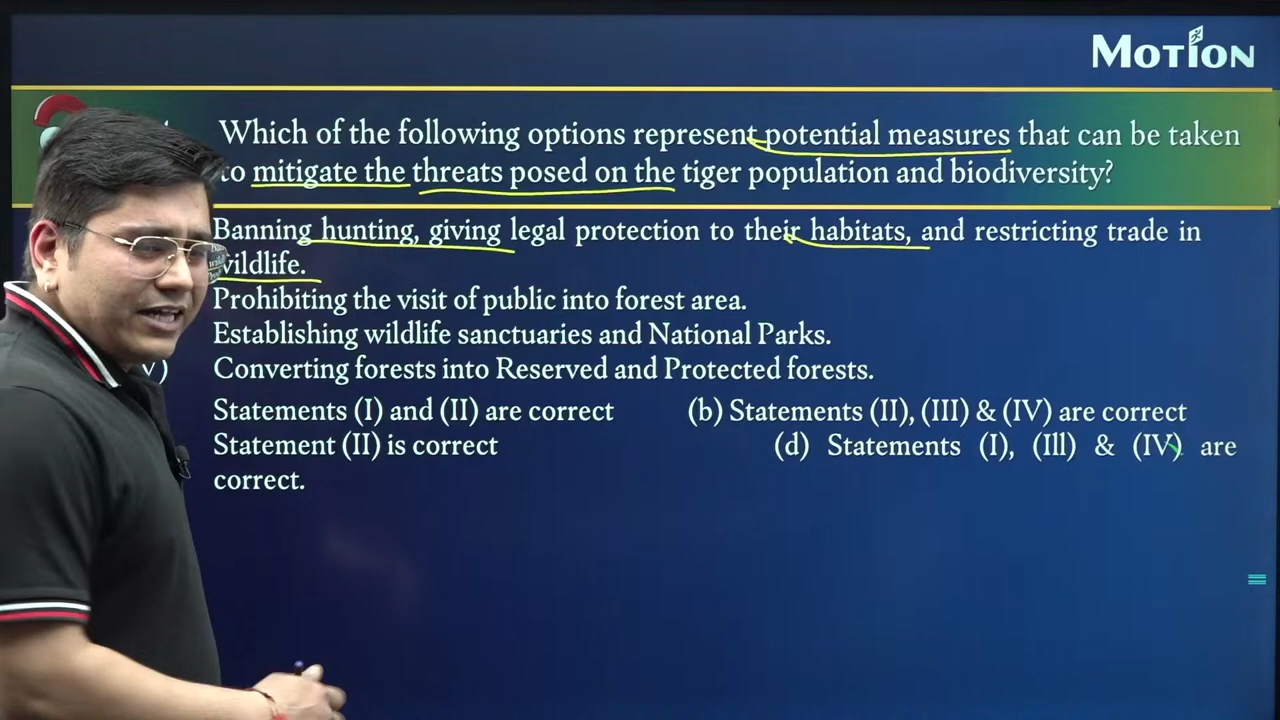 MOTION
Which of the following options represent potential measures that can be taken
to mitigate the threats posed on the tiger population and biodiversity?
Banning hunting, giving legal protection to their habitats, and restricting trade in
wildlife.
Prohibiting the visit of public into forest area.
Establishing wildlife sanctuaries and National Parks.
V) Converting forests into Reserved and Protected forests.
Statements (I) and (II) are correct (b) Statements (II), (III) & (IV) are correct
Statement (II) is correct (d) Statements (I), (Ill) & (IV) are
correct.